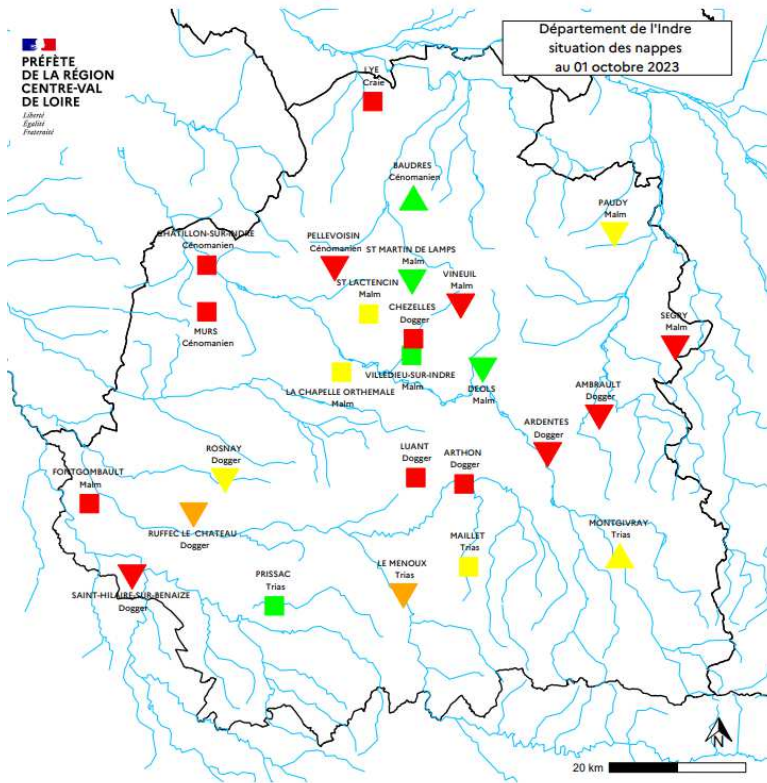 PRÉFÈTE
DE LA RÉGION
CENTRE-VAL
DE LOIRE
Liberté
Égalité
Fraternité
Département de l'Indre
situation des nappes
au 01 octobre 2023
LYE
Craie
BAUDRES
Cénomanien
PAUDY
Malm
CHATILLON-SUR-INDRE
Cénomanien
PELLEVOISIN
Cénomanien
ST MARTIN DE LAMPS
Malm
VINEUIL
Malm
ST LACTENCIN
Malm
CHEZELLES
Dogger
MURS
Cénomanien
SEGRY
Malm
VILLEDIEU-SUR-INDRE
Malm
LA CHAPELLE ORTHEMALE
Malm
DEOLS
Malm
AMBRAULT
Dogger
ARDENTES
Dogger
ROSNAY
Dogger
LUANT
Dogger
ARTHON
Dogger
FONTGOMBAULT
Malm
RUFFEC LE CHATEAU
Dogger
MAILLET
Trias
MONTGIVRAY
Trias
LE MENOUX
Trias
PRISSAC
Trias
SAINT-HILAIRE-SUR-BENAIZE
Dogger
N
20 km